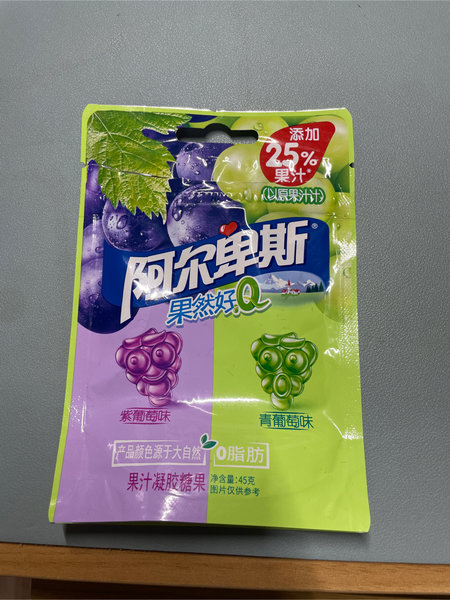 添加
25%
果汁*
(以原果汁计)
阿尔卑斯®
果然好Q
紫葡萄味
青葡萄味
产品颜色源于大自然
0脂肪
果汁凝胶糖果
净含量:45克
图片仅供参考